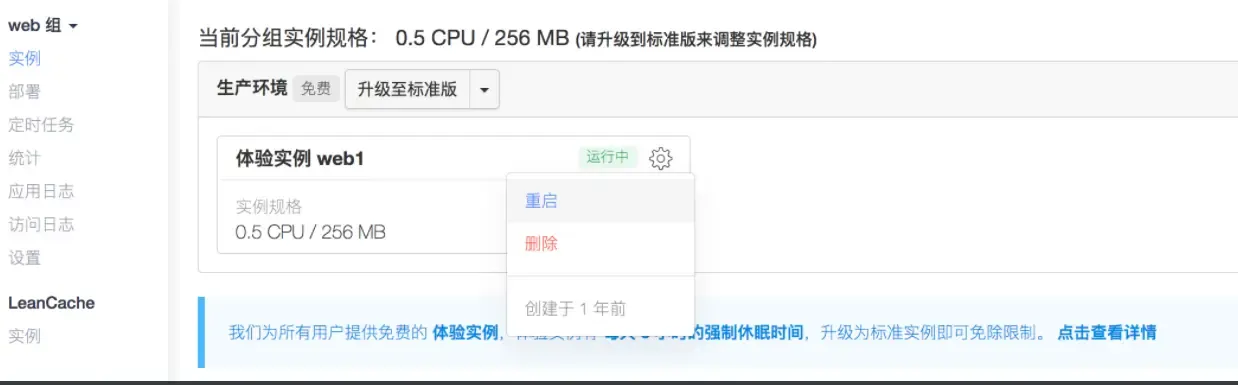 web 组
实例
部署
定时任务
统计
应用日志
访问日志
设置
LeanCache
实例
当前分组实例规格： 0.5 CPU / 256 MB (请升级到标准版来调整实例规格)
生产环境 免费 升级至标准版
体验实例 web1 运行中
实例规格
0.5 CPU / 256 MB
重启
删除
创建于 1 年前
我们为所有用户提供免费的 体验实例，体验实例有 小时的强制休眠时间，升级为标准实例即可免除限制。 点击查看详情